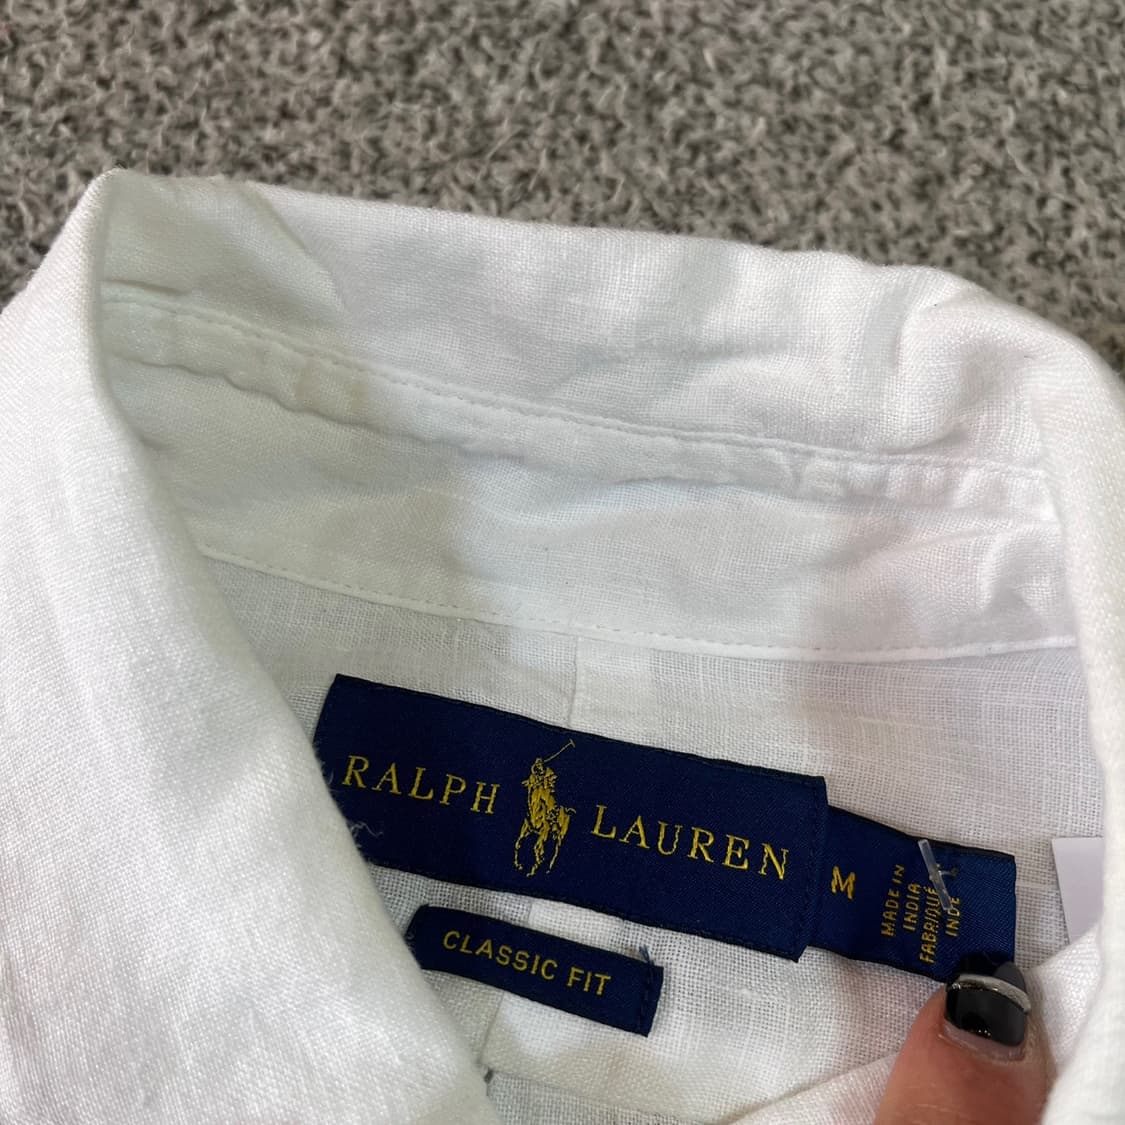 RALPH LAUREN
M
MADE IN
INDIA
FABRIQUÉ
INDE
CLASSIC FIT